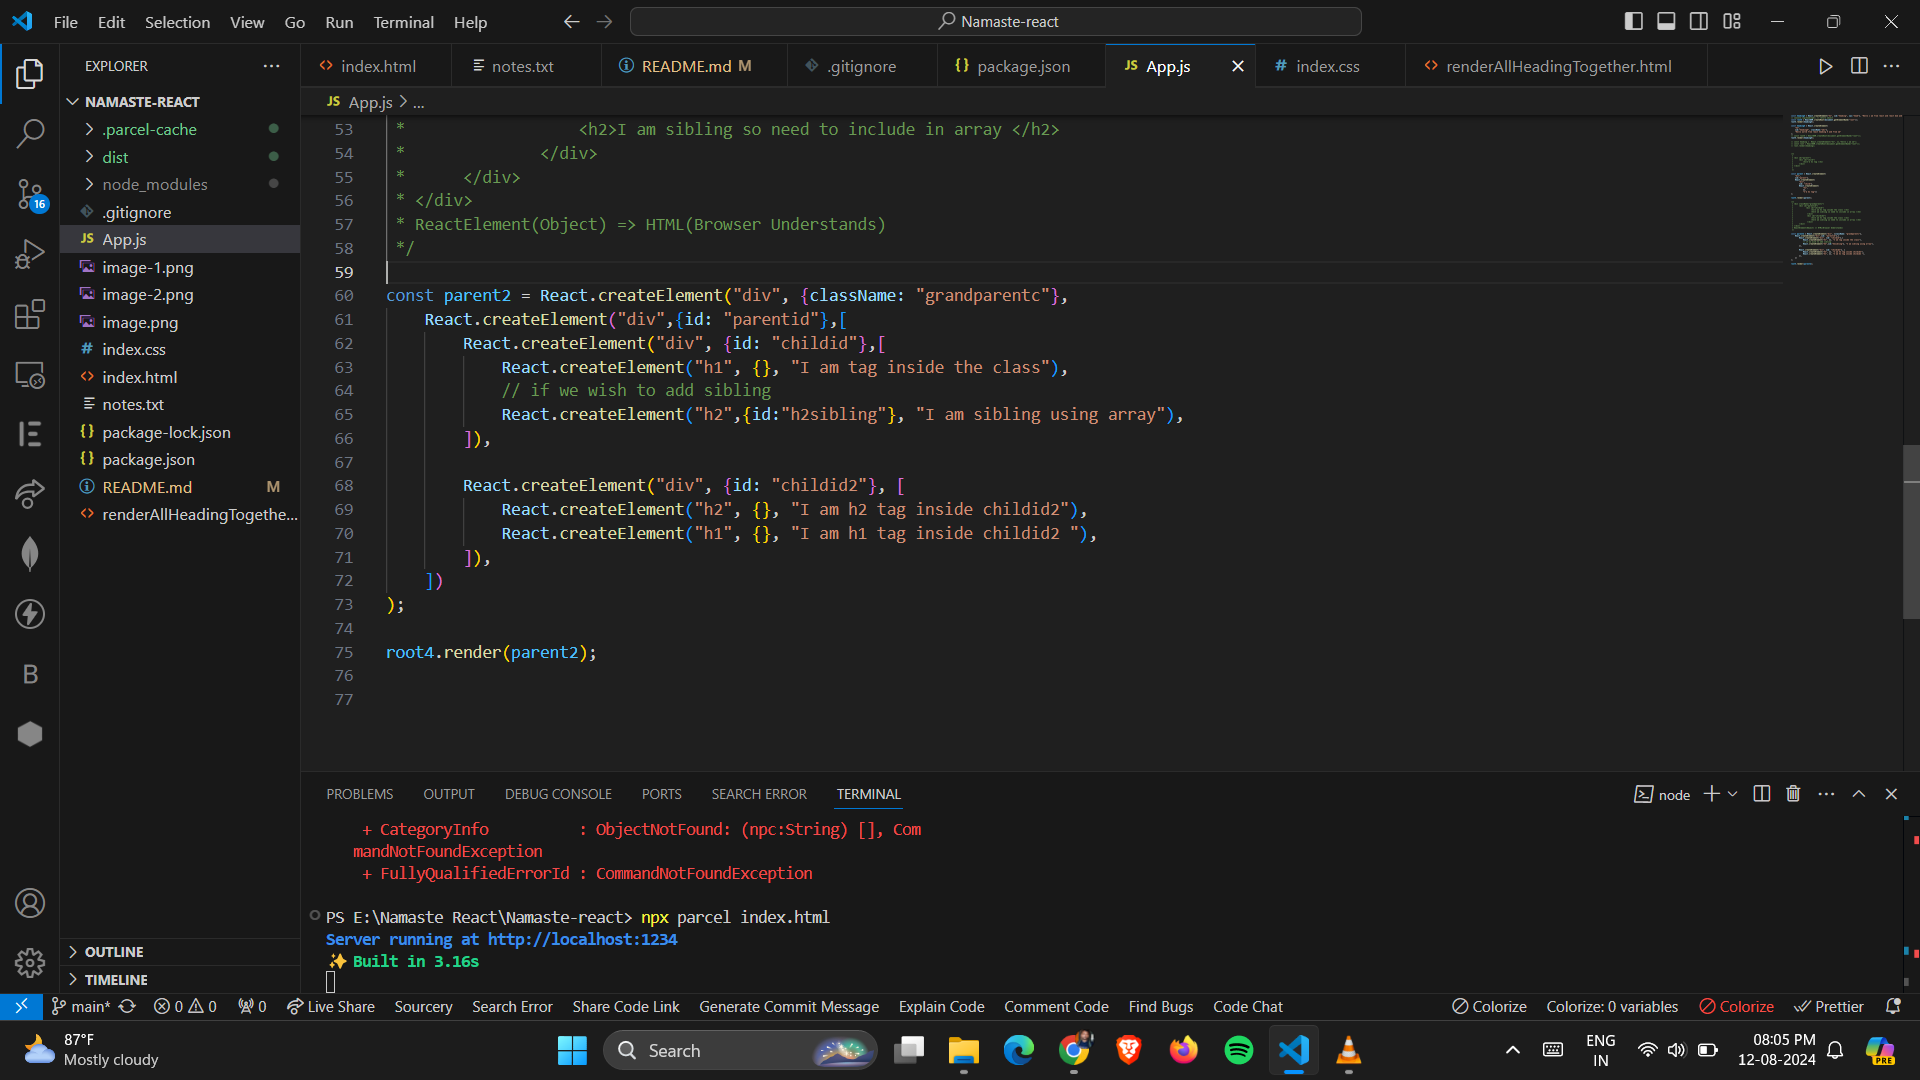 File Edit Selection View Go Run Terminal Help
Namaste-react
EXPLORER
NAMASTE-REACT
.parcel-cache
dist
node_modules
.gitignore
JS App.js
image-1.png
image-2.png
image.png
# index.css
<> index.html
notes.txt
{} package-lock.json
{} package.json
README.md M
<> renderAllHeadingTogethe...
OUTLINE
TIMELINE
16
B
<> index.html
notes.txt
README.md M
.gitignore
{} package.json
JS App.js
# index.css
<> renderAllHeadingTogether.html
JS App.js > ...
53 * <h2>I am sibling so need to include in array </h2>
54 * </div>
55 * </div>
56 * </div>
57 * ReactElement(Object) => HTML(Browser Understands)
58 */
59
60 const parent2 = React.createElement("div", {className: "grandparentc"},
61 React.createElement("div",{id: "parentid"},[
62 React.createElement("div", {id: "childid"},[
63 React.createElement("h1", {}, "I am tag inside the class"),
64 // if we wish to add sibling
65 React.createElement("h2",{id:"h2sibling"}, "I am sibling using array"),
66 ]),
67
68 React.createElement("div", {id: "childid2"}, [
69 React.createElement("h2", {}, "I am h2 tag inside childid2"),
70 React.createElement("h1", {}, "I am h1 tag inside childid2 "),
71 ]),
72 ])
73 );
74
75 root4.render(parent2);
76
77
PROBLEMS OUTPUT DEBUG CONSOLE PORTS SEARCH ERROR TERMINAL
node
+ CategoryInfo : ObjectNotFound: (npc:String) [], Com
mandNotFoundException
+ FullyQualifiedErrorId : CommandNotFoundException
PS E:\Namaste React\Namaste-react> npx parcel index.html
Server running at http://localhost:1234
✨ Built in 3.16s
main* 0 0 0 Live Share Sourcery Search Error Share Code Link Generate Commit Message Explain Code Comment Code Find Bugs Code Chat Colorize Colorize: 0 variables Colorize Prettier
87°F
Mostly cloudy
Search
ENG
IN
08:05 PM
12-08-2024
PRE